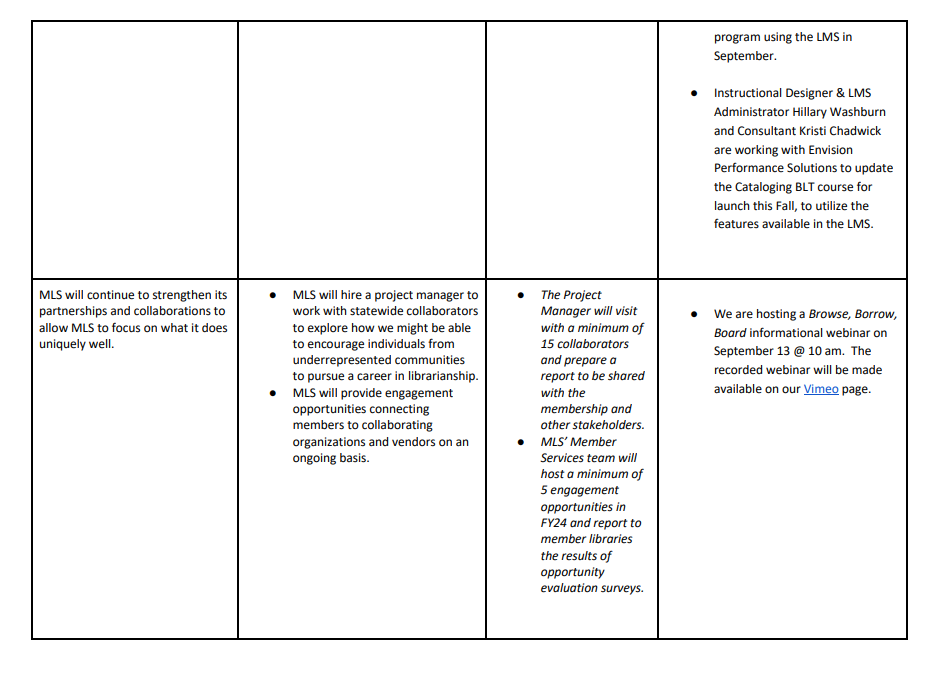 program using the LMS in
September.
● Instructional Designer & LMS
Administrator Hillary Washburn
and Consultant Kristi Chadwick
are working with Envision
Performance Solutions to update
the Cataloging BLT course for
launch this Fall, to utilize the
features available in the LMS.
MLS will continue to strengthen its
partnerships and collaborations to
allow MLS to focus on what it does
uniquely well.
● MLS will hire a project manager to
work with statewide collaborators
to explore how we might be able
to encourage individuals from
underrepresented communities
to pursue a career in librarianship.
● MLS will provide engagement
opportunities connecting
members to collaborating
organizations and vendors on an
ongoing basis.
● The Project
Manager will visit
with a minimum of
15 collaborators
and prepare a
report to be shared
with the
membership and
other stakeholders.
● MLS’ Member
Services team will
host a minimum of
5 engagement
opportunities in
FY24 and report to
member libraries
the results of
opportunity
evaluation surveys.
● We are hosting a Browse, Borrow,
Board informational webinar on
September 13 @ 10 am.  The
recorded webinar will be made
available on our Vimeo page.